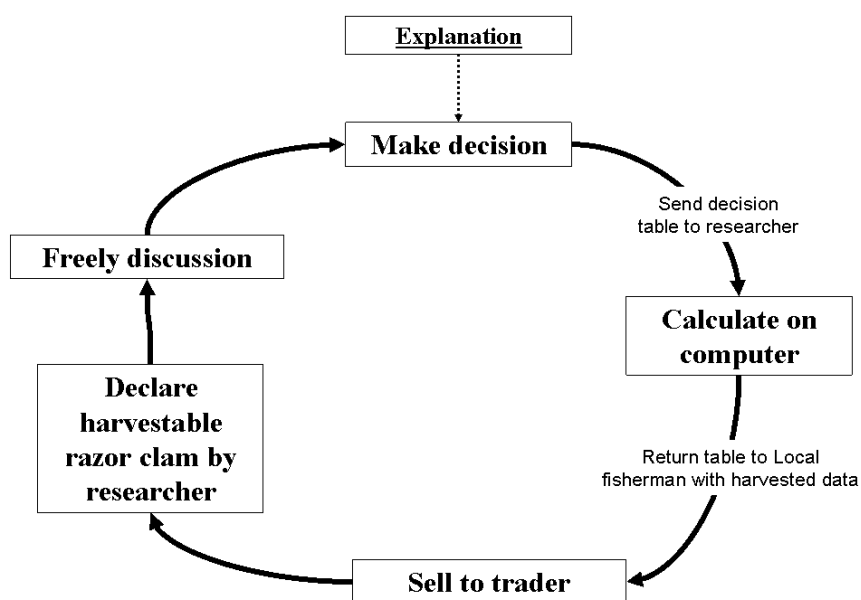 Explanation
Make decision
Send decision
table to researcher
Calculate on
computer
Return table to Local
fisherman with harvested data
Sell to trader
Declare
harvestable
razor clam by
researcher
Freely discussion